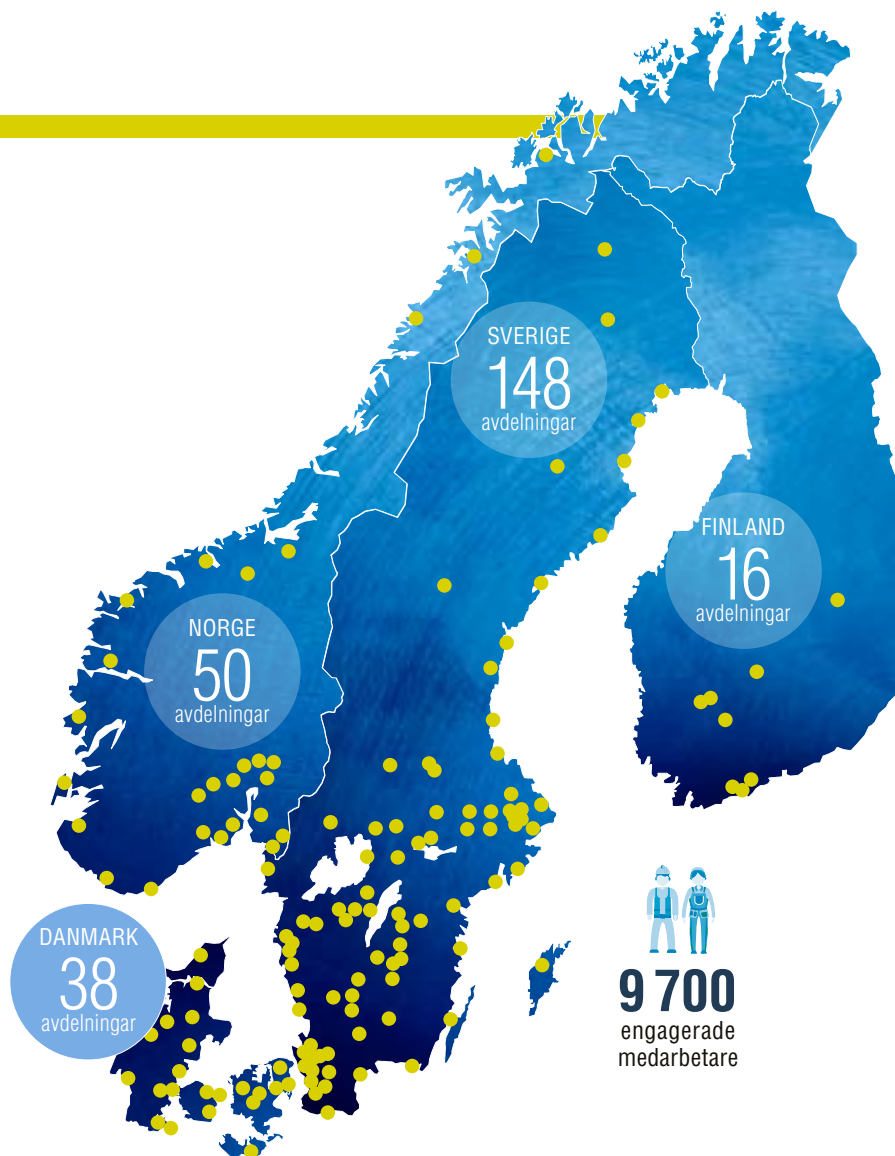 SVERIGE
148
avdelningar
FINLAND
16
avdelningar
NORGE
50
avdelningar
DANMARK
38
avdelningar
9 700
engagerade
medarbetare